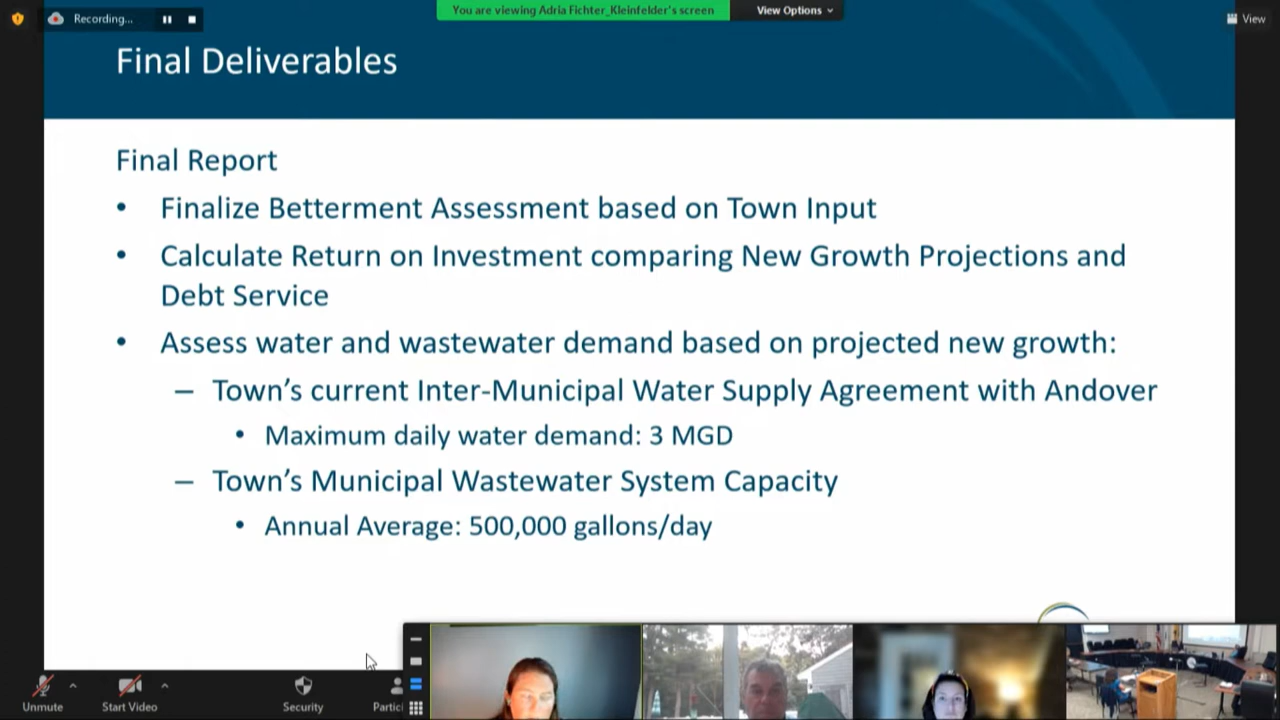 Recording...
You are viewing Adria Fichter_Kleinfelder's screen
View Options
View
Final Deliverables
Final Report
• Finalize Betterment Assessment based on Town Input
• Calculate Return on Investment comparing New Growth Projections and
Debt Service
• Assess water and wastewater demand based on projected new growth:
– Town's current Inter-Municipal Water Supply Agreement with Andover
• Maximum daily water demand: 3 MGD
– Town's Municipal Wastewater System Capacity
• Annual Average: 500,000 gallons/day
Unmute
Start Video
Security
Partici